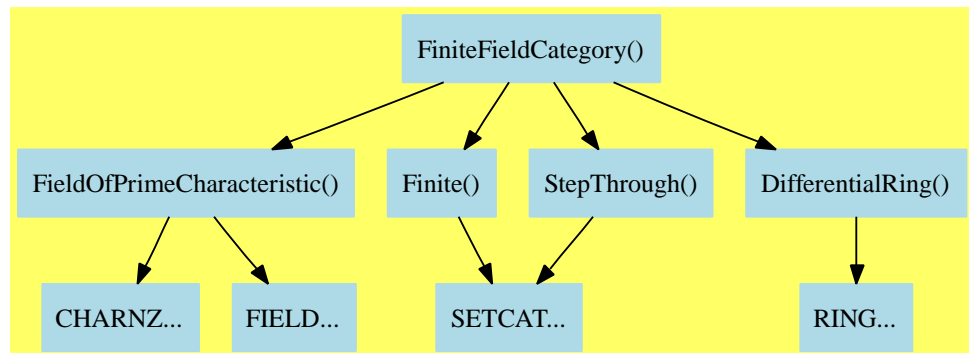 FiniteFieldCategory()
FieldOfPrimeCharacteristic()
Finite()
StepThrough()
DifferentialRing()
CHARNZ...
FIELD...
SETCAT...
RING...